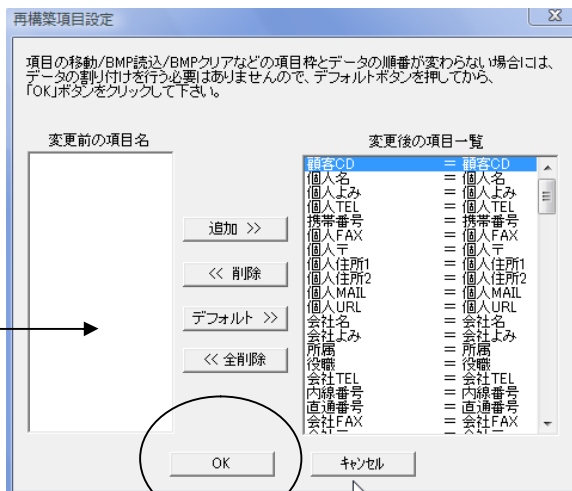 再構築項目設定
項目の移動/BMP読込/BMPクリアなどの項目枠とデータの順番が変わらない場合には、
データの割り付けを行う必要はありませんので、デフォルトボタンを押してから、
「OK」ボタンをクリックして下さい。
変更前の項目名
変更後の項目一覧
追加 >>
<< 削除
デフォルト >>
<< 全削除
顧客CD = 顧客CD
個人名 = 個人名
個人よみ = 個人よみ
個人TEL = 個人TEL
携帯番号 = 携帯番号
個人FAX = 個人FAX
個人〒 = 個人〒
個人住所1 = 個人住所1
個人住所2 = 個人住所2
個人MAIL = 個人MAIL
個人URL = 個人URL
会社名 = 会社名
会社よみ = 会社よみ
所属 = 所属
役職 = 役職
会社TEL = 会社TEL
内線番号 = 内線番号
直通番号 = 直通番号
会社FAX = 会社FAX
OK
キャンセル